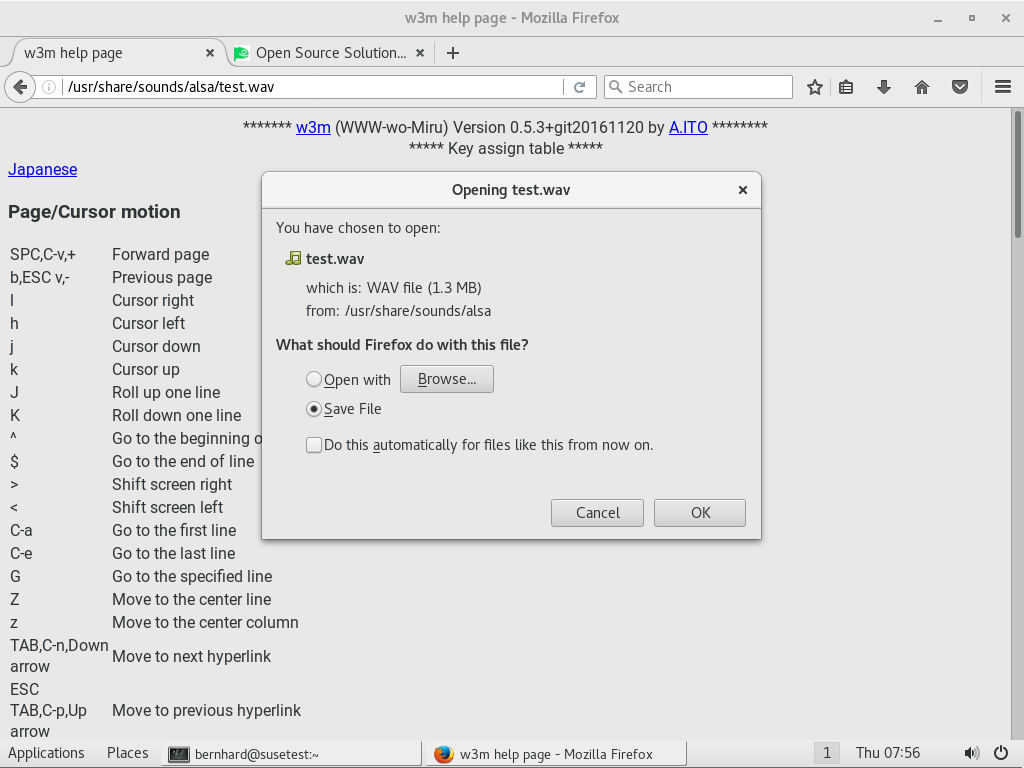 w3m help page - Mozilla Firefox
w3m help page
Open Source Solution...
/usr/share/sounds/alsa/test.wav
Search
******* w3m (WWW-wo-Miru) Version 0.5.3+git20161120 by A.ITO ********
***** Key assign table *****
Japanese
Page/Cursor motion
SPC,C-v,+ Forward page
b,ESC v,- Previous page
l Cursor right
h Cursor left
j Cursor down
k Cursor up
J Roll up one line
K Roll down one line
^ Go to the beginning o
$ Go to the end of line
> Shift screen right
< Shift screen left
C-a Go to the first line
C-e Go to the last line
G Go to the specified line
Z Move to the center line
z Move to the center column
TAB,C-n,Down
arrow
Move to next hyperlink
ESC
TAB,C-p,Up
arrow
Move to previous hyperlink
Opening test.wav
You have chosen to open:
test.wav
which is: WAV file (1.3 MB)
from: /usr/share/sounds/alsa
What should Firefox do with this file?
Open with Browse...
Save File
Do this automatically for files like this from now on.
Cancel OK
Applications Places bernhard@susetest:~ w3m help page - Mozilla Firefox 1 Thu 07:56